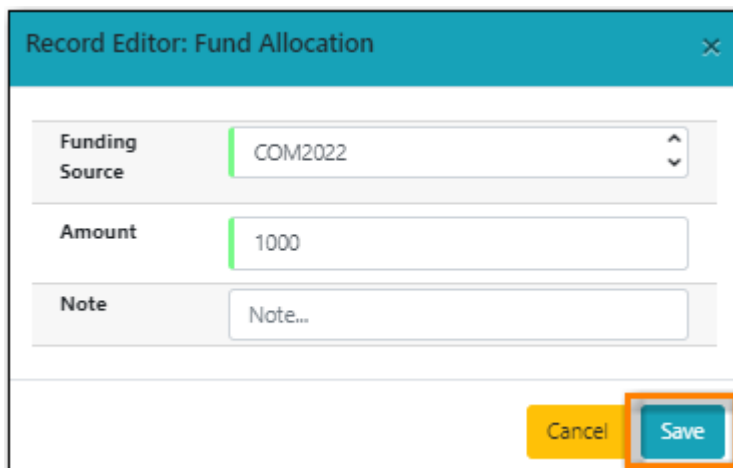 Record Editor: Fund Allocation ×
Funding
Source
COM2022
Amount
1000
Note
Note...
Cancel
Save